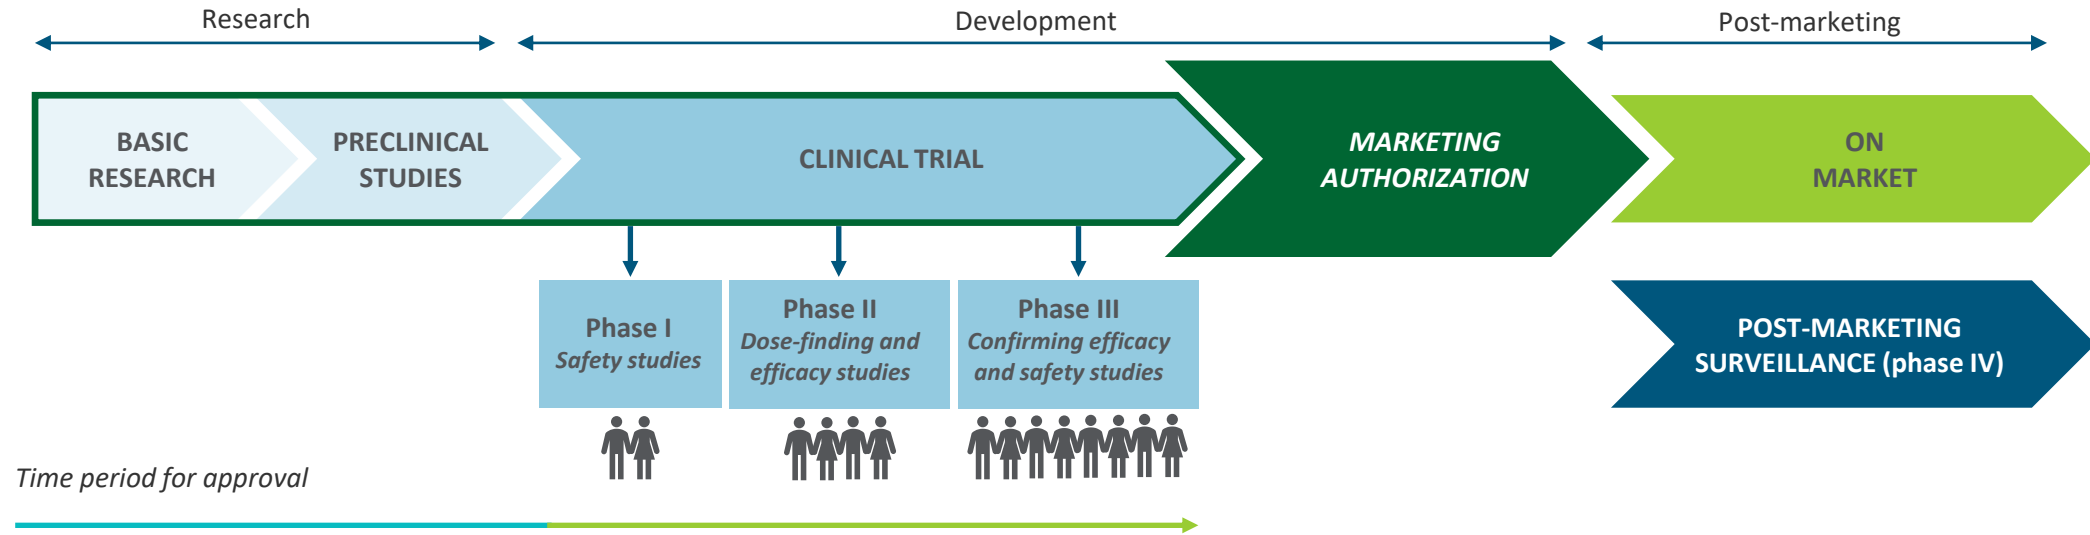 Research
Development
Post-marketing
BASIC
RESEARCH
PRECLINICAL
STUDIES
CLINICAL TRIAL
MARKETING
AUTHORIZATION
ON
MARKET
Phase I
Safety studies
Phase II
Dose-finding and
efficacy studies
Phase III
Confirming efficacy
and safety studies
POST-MARKETING
SURVEILLANCE (phase IV)
Time period for approval